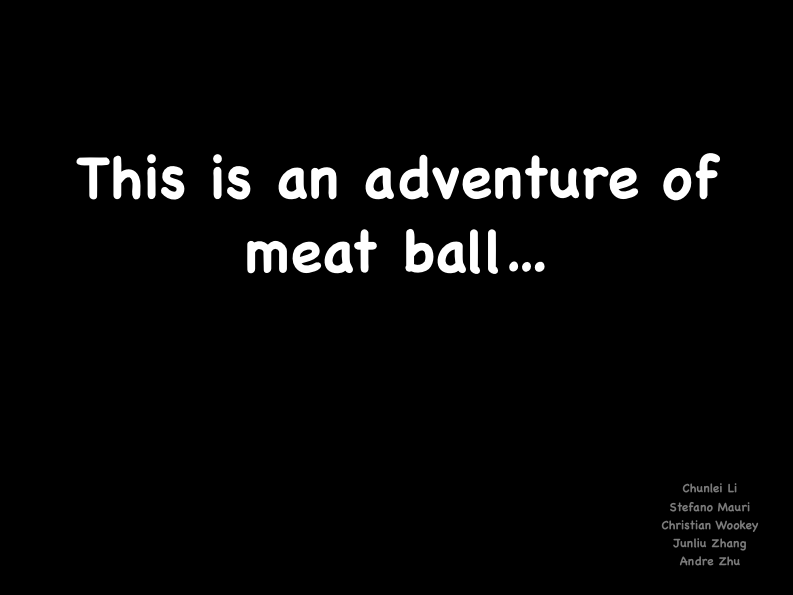 This is an adventure of
meat ball...
Chunlei Li
Stefano Mauri
Christian Wookey
Junliu Zhang
Andre Zhu